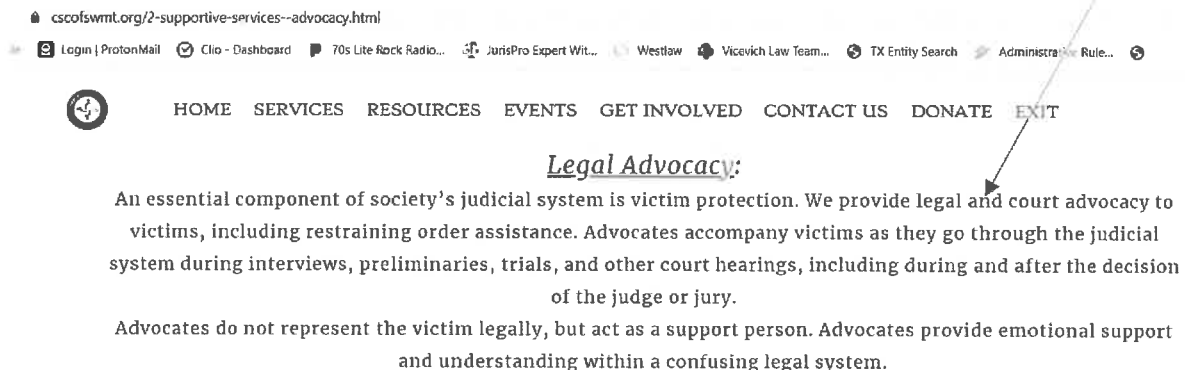 cscofswmt.org/2-supportive-services--advocacy.html
Login | ProtonMail Clio - Dashboard 70s Lite Rock Radio... JurisPro Expert Wit... Westlaw Vicevich Law Team... TX Entity Search Administrative Rule...
HOME SERVICES RESOURCES EVENTS GET INVOLVED CONTACT US DONATE EXIT
Legal Advocacy:
An essential component of society's judicial system is victim protection. We provide legal and court advocacy to
victims, including restraining order assistance. Advocates accompany victims as they go through the judicial
system during interviews, preliminaries, trials, and other court hearings, including during and after the decision
of the judge or jury.
Advocates do not represent the victim legally, but act as a support person. Advocates provide emotional support
and understanding within a confusing legal system.